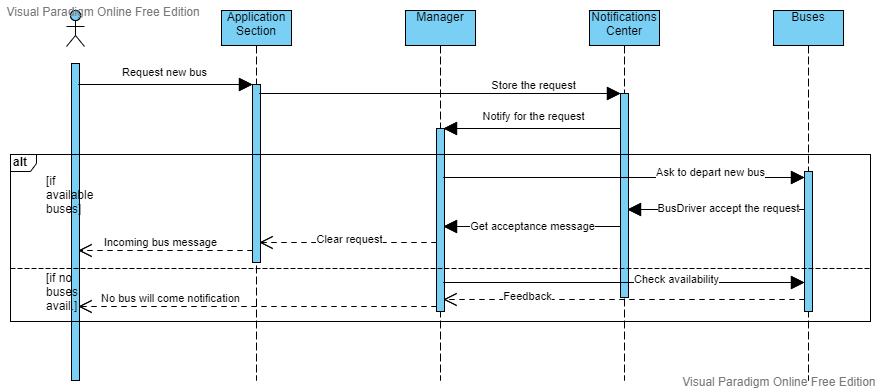 Visual Paradigm Online Free Edition
Application
Section
Manager
Notifications
Center
Buses
Request new bus
Store the request
Notify for the request
alt
[if
available
buses]
Ask to depart new bus
BusDriver accept the request
Get acceptance message
Clear request
Incoming bus message
[if no
buses
avail.]
Check availability
Feedback
No bus will come notification
Visual Paradigm Online Free Edition